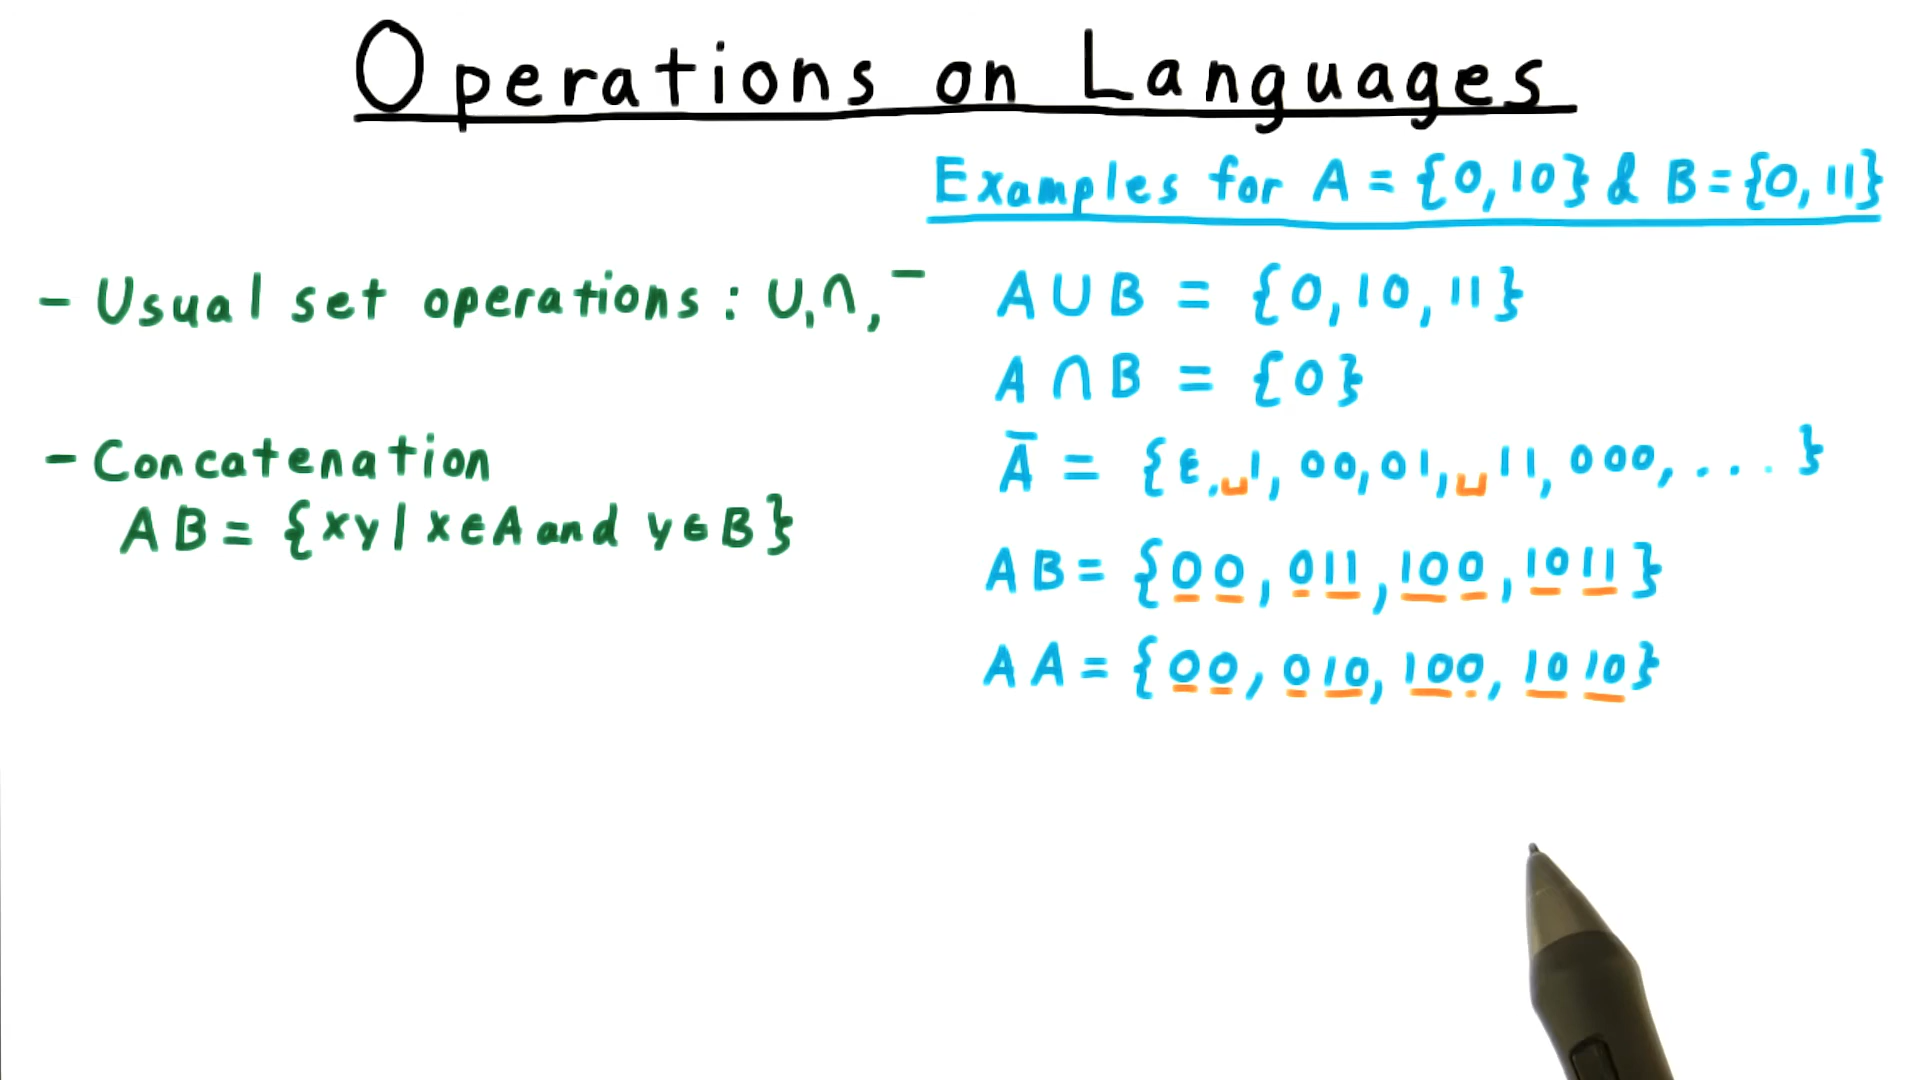 Operations on Languages
Examples for A = {0,10} & B={0,11}
- Usual set operations: ∪,∩,‾
A∪B = {0,10,11}
A∩B = {0}
- Concatenation
AB= {xy| x∈A and y∈B}
A̅ = {ε,␣1,00,01,␣11,000,...}
AB= {00,011,100,1011}
AA= {00,010,100,1010}